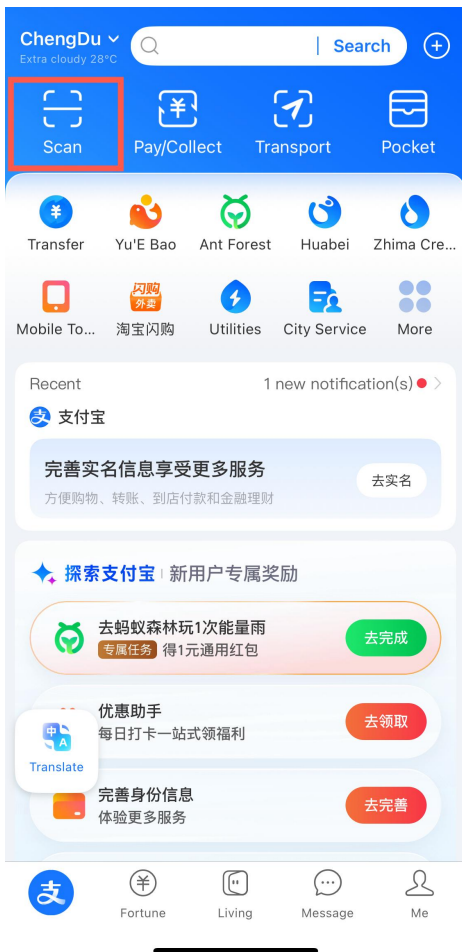 ChengDu
Extra cloudy 28°C
Search
Scan
Pay/Collect
Transport
Pocket
Transfer
Yu'E Bao
Ant Forest
Huabei
Zhima Cre...
闪购
外卖
Mobile To...
淘宝闪购
Utilities
City Service
More
Recent
1 new notification(s)
支 支付宝
完善实名信息享受更多服务
去实名
方便购物、转账、到店付款和金融理财
探索支付宝 | 新用户专属奖励
去蚂蚁森林玩1次能量雨
专属任务 得1元通用红包
去完成
优惠助手
每日打卡一站式领福利
去领取
中 A
Translate
完善身份信息
体验更多服务
去完善
支
Fortune
Living
Message
Me